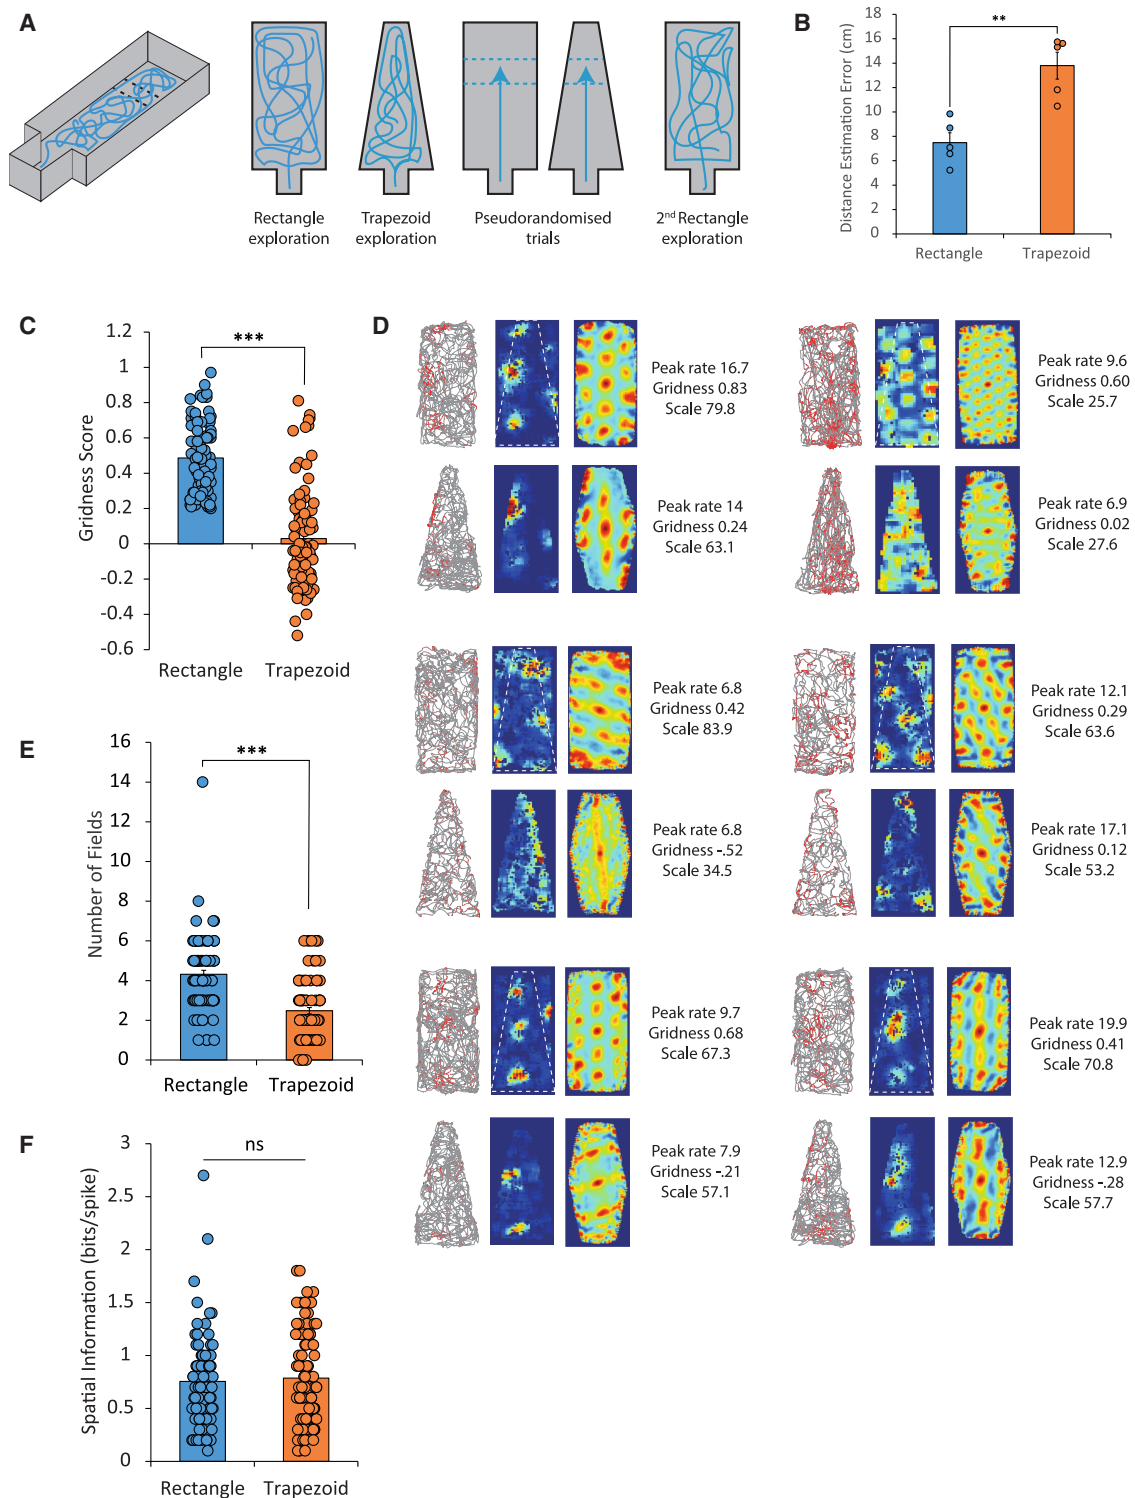 A
Rectangle
exploration
Trapezoid
exploration
Pseudorandomised
trials
2nd Rectangle
exploration
B
Distance Estimation Error (cm)
18
16
14
12
10
8
6
4
2
0
**
Rectangle
Trapezoid
C
Gridness Score
1.2
1
0.8
0.6
0.4
0.2
0
-0.2
-0.4
-0.6
***
Rectangle
Trapezoid
D
Peak rate 16.7
Gridness 0.83
Scale 79.8
Peak rate 9.6
Gridness 0.60
Scale 25.7
Peak rate 14
Gridness 0.24
Scale 63.1
Peak rate 6.9
Gridness 0.02
Scale 27.6
Peak rate 6.8
Gridness 0.42
Scale 83.9
Peak rate 12.1
Gridness 0.29
Scale 63.6
Peak rate 6.8
Gridness -.52
Scale 34.5
Peak rate 17.1
Gridness 0.12
Scale 53.2
Peak rate 9.7
Gridness 0.68
Scale 67.3
Peak rate 19.9
Gridness 0.41
Scale 70.8
Peak rate 7.9
Gridness -.21
Scale 57.1
Peak rate 12.9
Gridness -.28
Scale 57.7
E
Number of Fields
16
14
12
10
8
6
4
2
0
***
Rectangle
Trapezoid
F
Spatial Information (bits/spike)
3
2.5
2
1.5
1
0.5
0
ns
Rectangle
Trapezoid